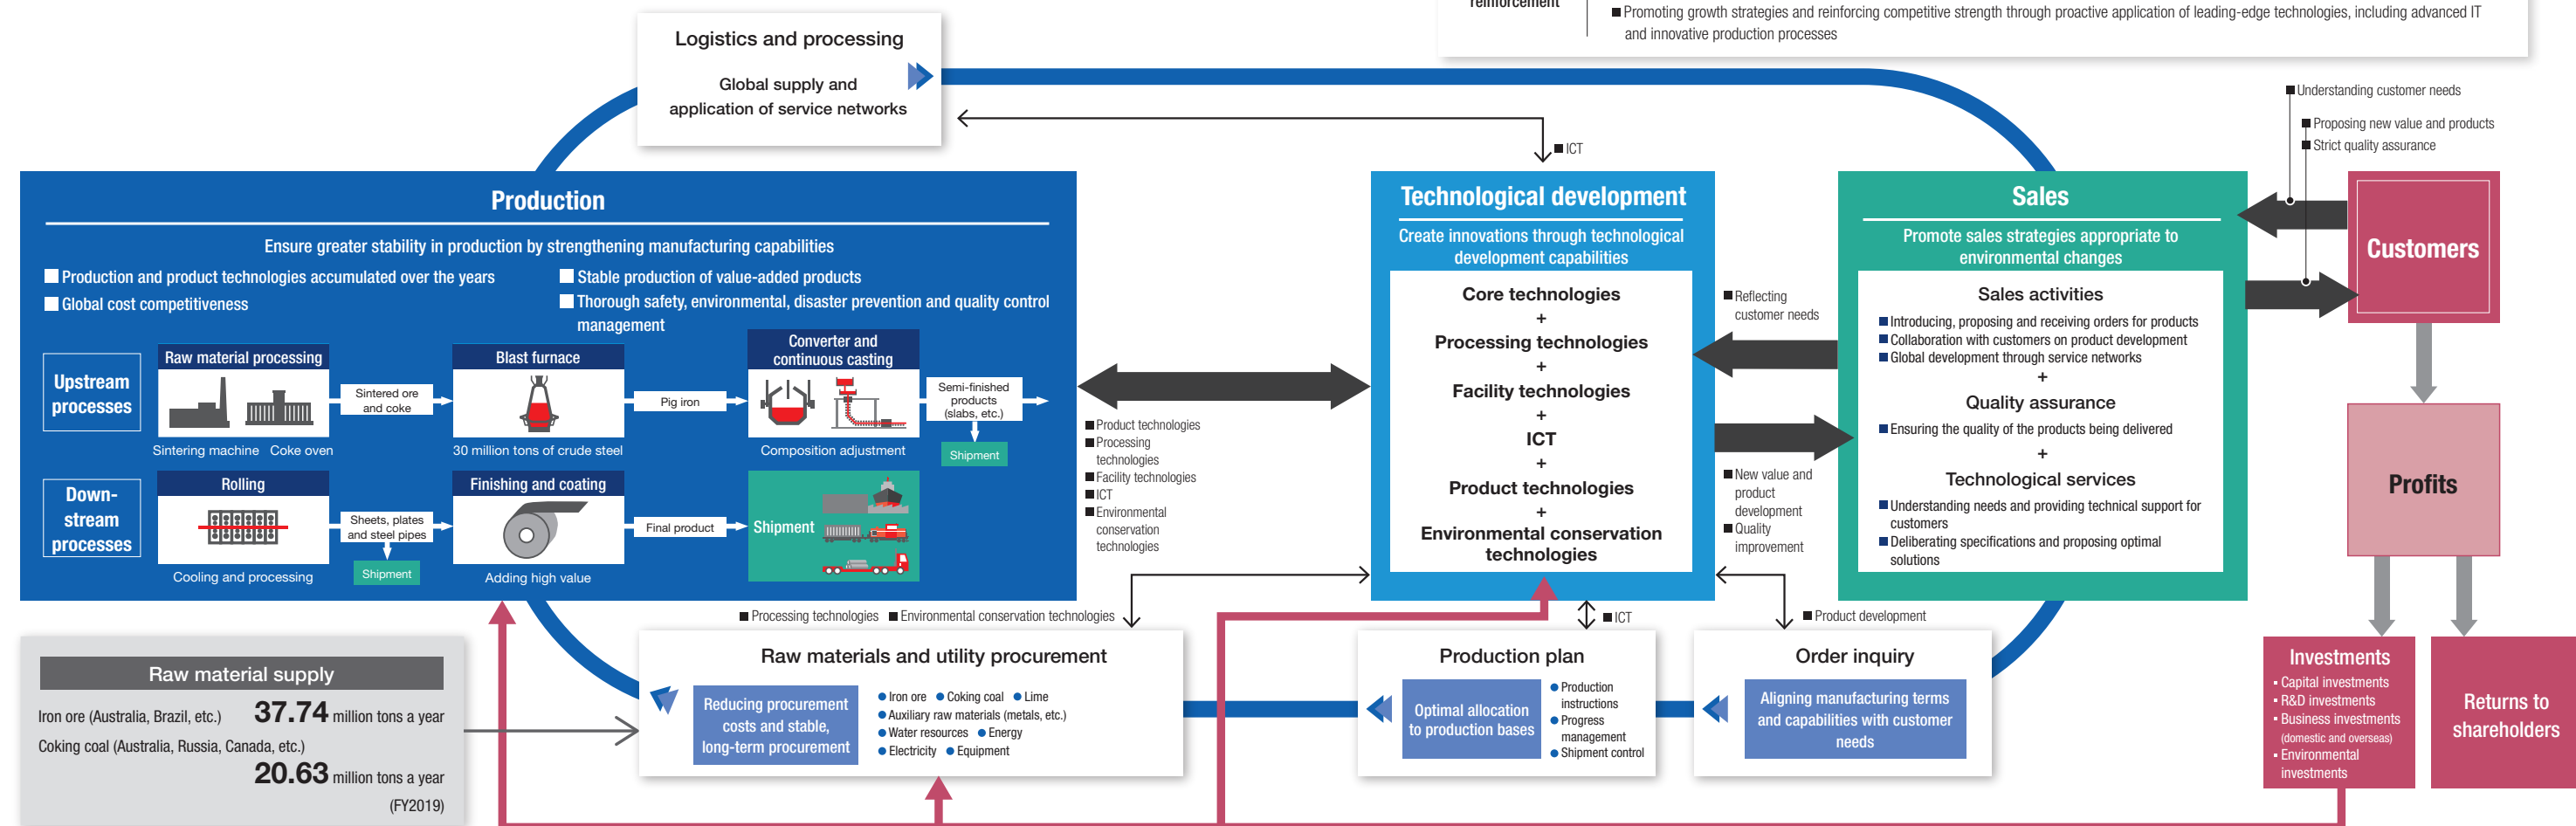 reinforcement
■ Promoting growth strategies and reinforcing competitive strength through proactive application of leading-edge technologies, including advanced IT
and innovative production processes
Logistics and processing
Global supply and
application of service networks
■ ICT
■ Understanding customer needs
■ Proposing new value and products
■ Strict quality assurance
Production
Ensure greater stability in production by strengthening manufacturing capabilities
■ Production and product technologies accumulated over the years
■ Global cost competitiveness
■ Stable production of value-added products
■ Thorough safety, environmental, disaster prevention and quality control
management
Upstream
processes
Raw material processing
Sintering machine
Coke oven
Sintered ore
and coke
Blast furnace
30 million tons of crude steel
Pig iron
Converter and
continuous casting
Composition adjustment
Semi-finished
products
(slabs, etc.)
Shipment
Down-
stream
processes
Rolling
Cooling and processing
Sheets, plates
and steel pipes
Shipment
Finishing and coating
Adding high value
Final product
Shipment
■ Product technologies
■ Processing
technologies
■ Facility technologies
■ ICT
■ Environmental
conservation
technologies
Technological development
Create innovations through technological
development capabilities
Core technologies
+
Processing technologies
+
Facility technologies
+
ICT
+
Product technologies
+
Environmental conservation
technologies
■ Reflecting
customer needs
■ New value and
product
development
■ Quality
improvement
Sales
Promote sales strategies appropriate to
environmental changes
Sales activities
■ Introducing, proposing and receiving orders for products
■ Collaboration with customers on product development
■ Global development through service networks
+
Quality assurance
■ Ensuring the quality of the products being delivered
+
Technological services
■ Understanding needs and providing technical support for
customers
■ Deliberating specifications and proposing optimal
solutions
Customers
Profits
Investments
▪ Capital investments
▪ R&D investments
▪ Business investments
(domestic and overseas)
▪ Environmental
investments
Returns to
shareholders
■ Processing technologies ■ Environmental conservation technologies
■ ICT
■ Product development
Raw material supply
Iron ore (Australia, Brazil, etc.) 37.74 million tons a year
Coking coal (Australia, Russia, Canada, etc.)
20.63 million tons a year
(FY2019)
Raw materials and utility procurement
Reducing procurement
costs and stable,
long-term procurement
● Iron ore ● Coking coal ● Lime
● Auxiliary raw materials (metals, etc.)
● Water resources ● Energy
● Electricity ● Equipment
Production plan
Optimal allocation
to production bases
● Production
instructions
● Progress
management
● Shipment control
Order inquiry
Aligning manufacturing terms
and capabilities with customer
needs